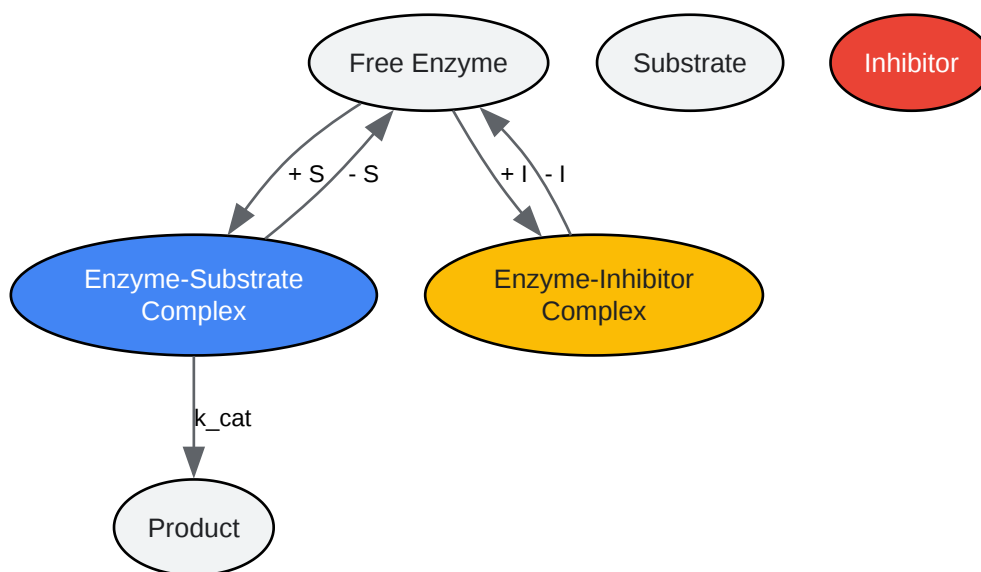 Free Enzyme
Substrate
Inhibitor
+ S
- S
+ I
- I
Enzyme-Substrate
Complex
Enzyme-Inhibitor
Complex
k_cat
Product